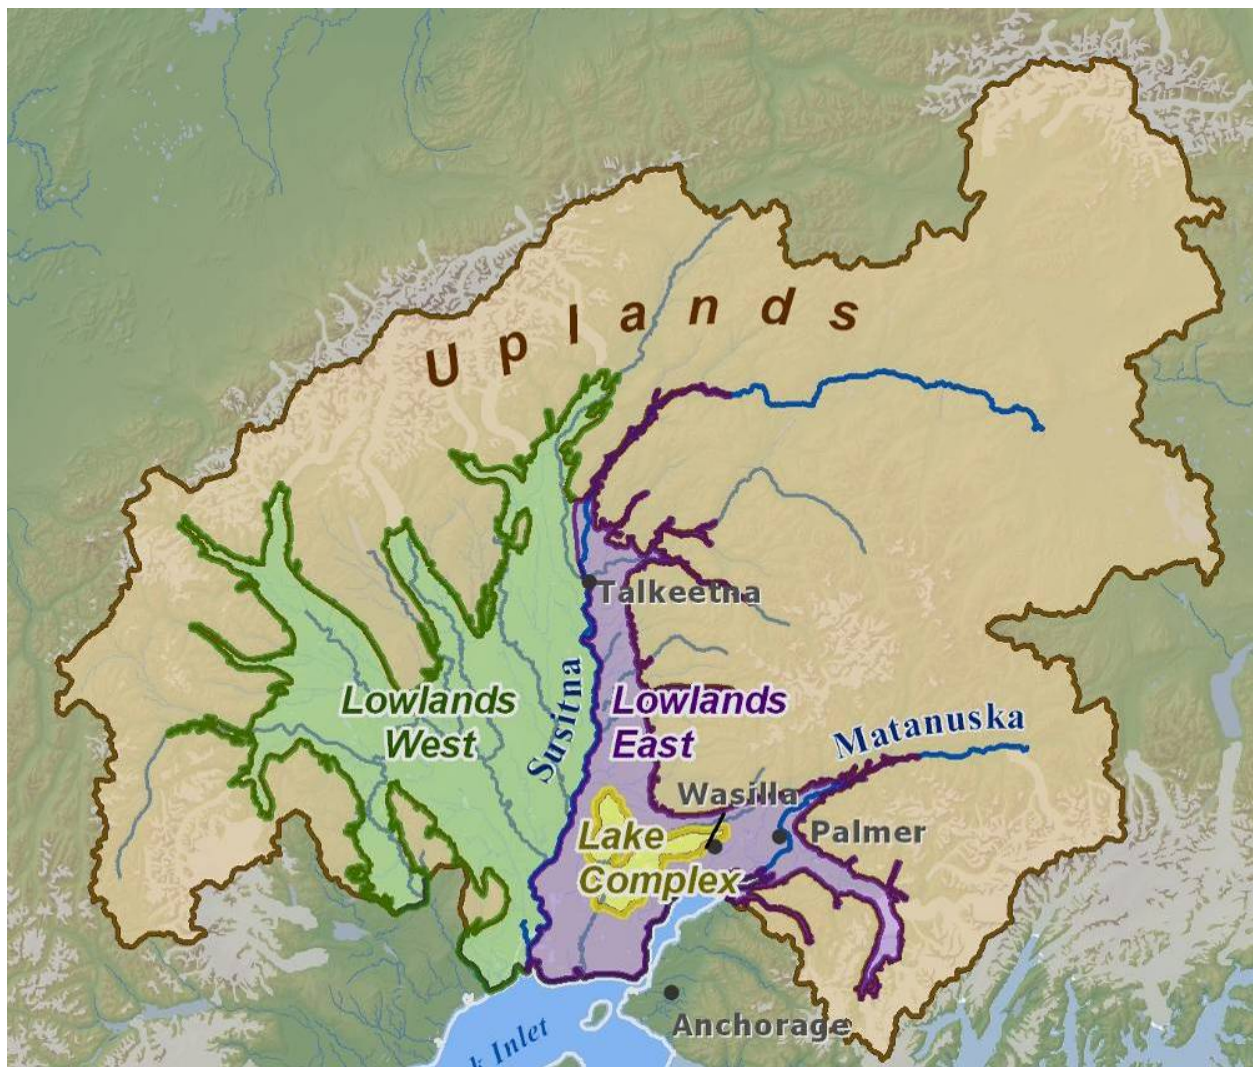 Uplands
Talkeetna
Lowlands
West
Susitna
Lowlands
East
Matanuska
Wasilla
Palmer
Lake
Complex
Anchorage
k Inlet